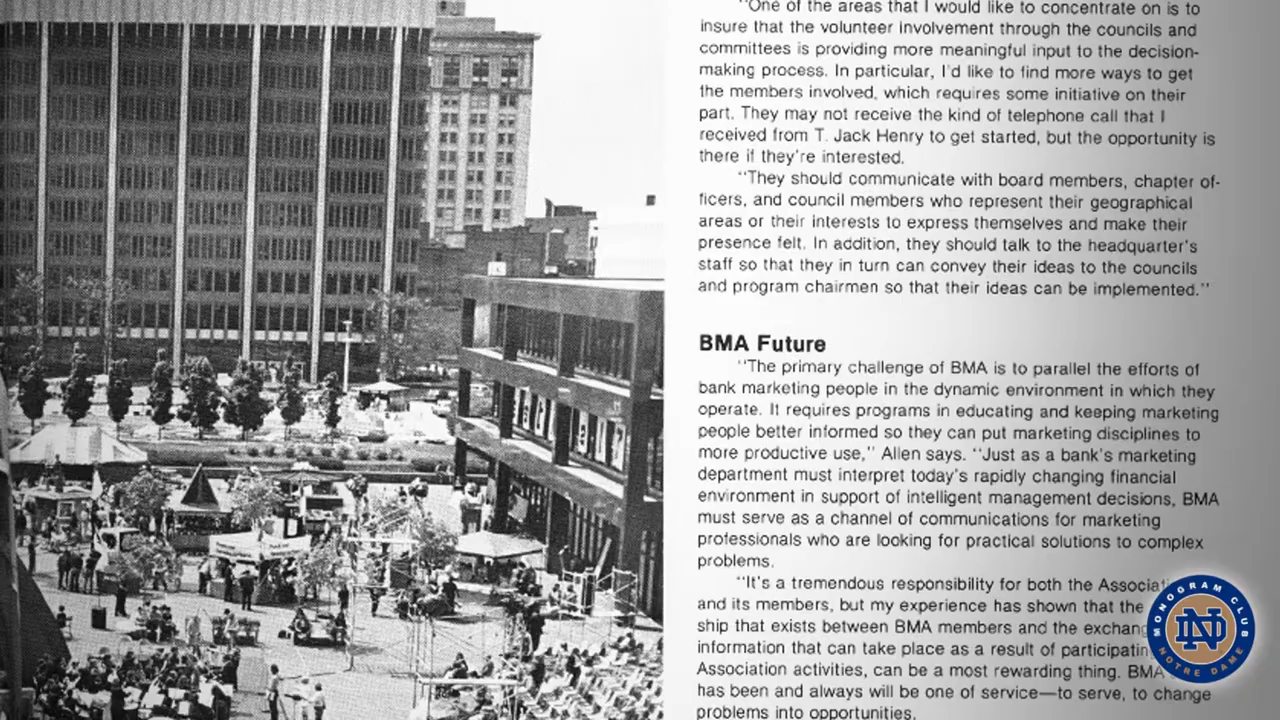 "One of the areas that I would like to concentrate on is to
insure that the volunteer involvement through the councils and
committees is providing more meaningful input to the decision-
making process. In particular, I'd like to find more ways to get
the members involved, which requires some initiative on their
part. They may not receive the kind of telephone call that I
received from T. Jack Henry to get started, but the opportunity is
there if they're interested.
"They should communicate with board members, chapter of-
ficers, and council members who represent their geographical
areas or their interests to express themselves and make their
presence felt. In addition, they should talk to the headquarter's
staff so that they in turn can convey their ideas to the councils
and program chairmen so that their ideas can be implemented."
BMA Future
"The primary challenge of BMA is to parallel the efforts of
bank marketing people in the dynamic environment in which they
operate. It requires programs in educating and keeping marketing
people better informed so they can put marketing disciplines to
more productive use," Allen says. "Just as a bank's marketing
department must interpret today's rapidly changing financial
environment in support of intelligent management decisions, BMA
must serve as a channel of communications for marketing
professionals who are looking for practical solutions to complex
problems.
"It's a tremendous responsibility for both the Associati
and its members, but my experience has shown that the
ship that exists between BMA members and the exchang
information that can take place as a result of participatin
Association activities, can be a most rewarding thing. BMA
has been and always will be one of service—to serve, to change
problems into opportunities.
MONOGRAM CLUB
ND
NOTRE DAME